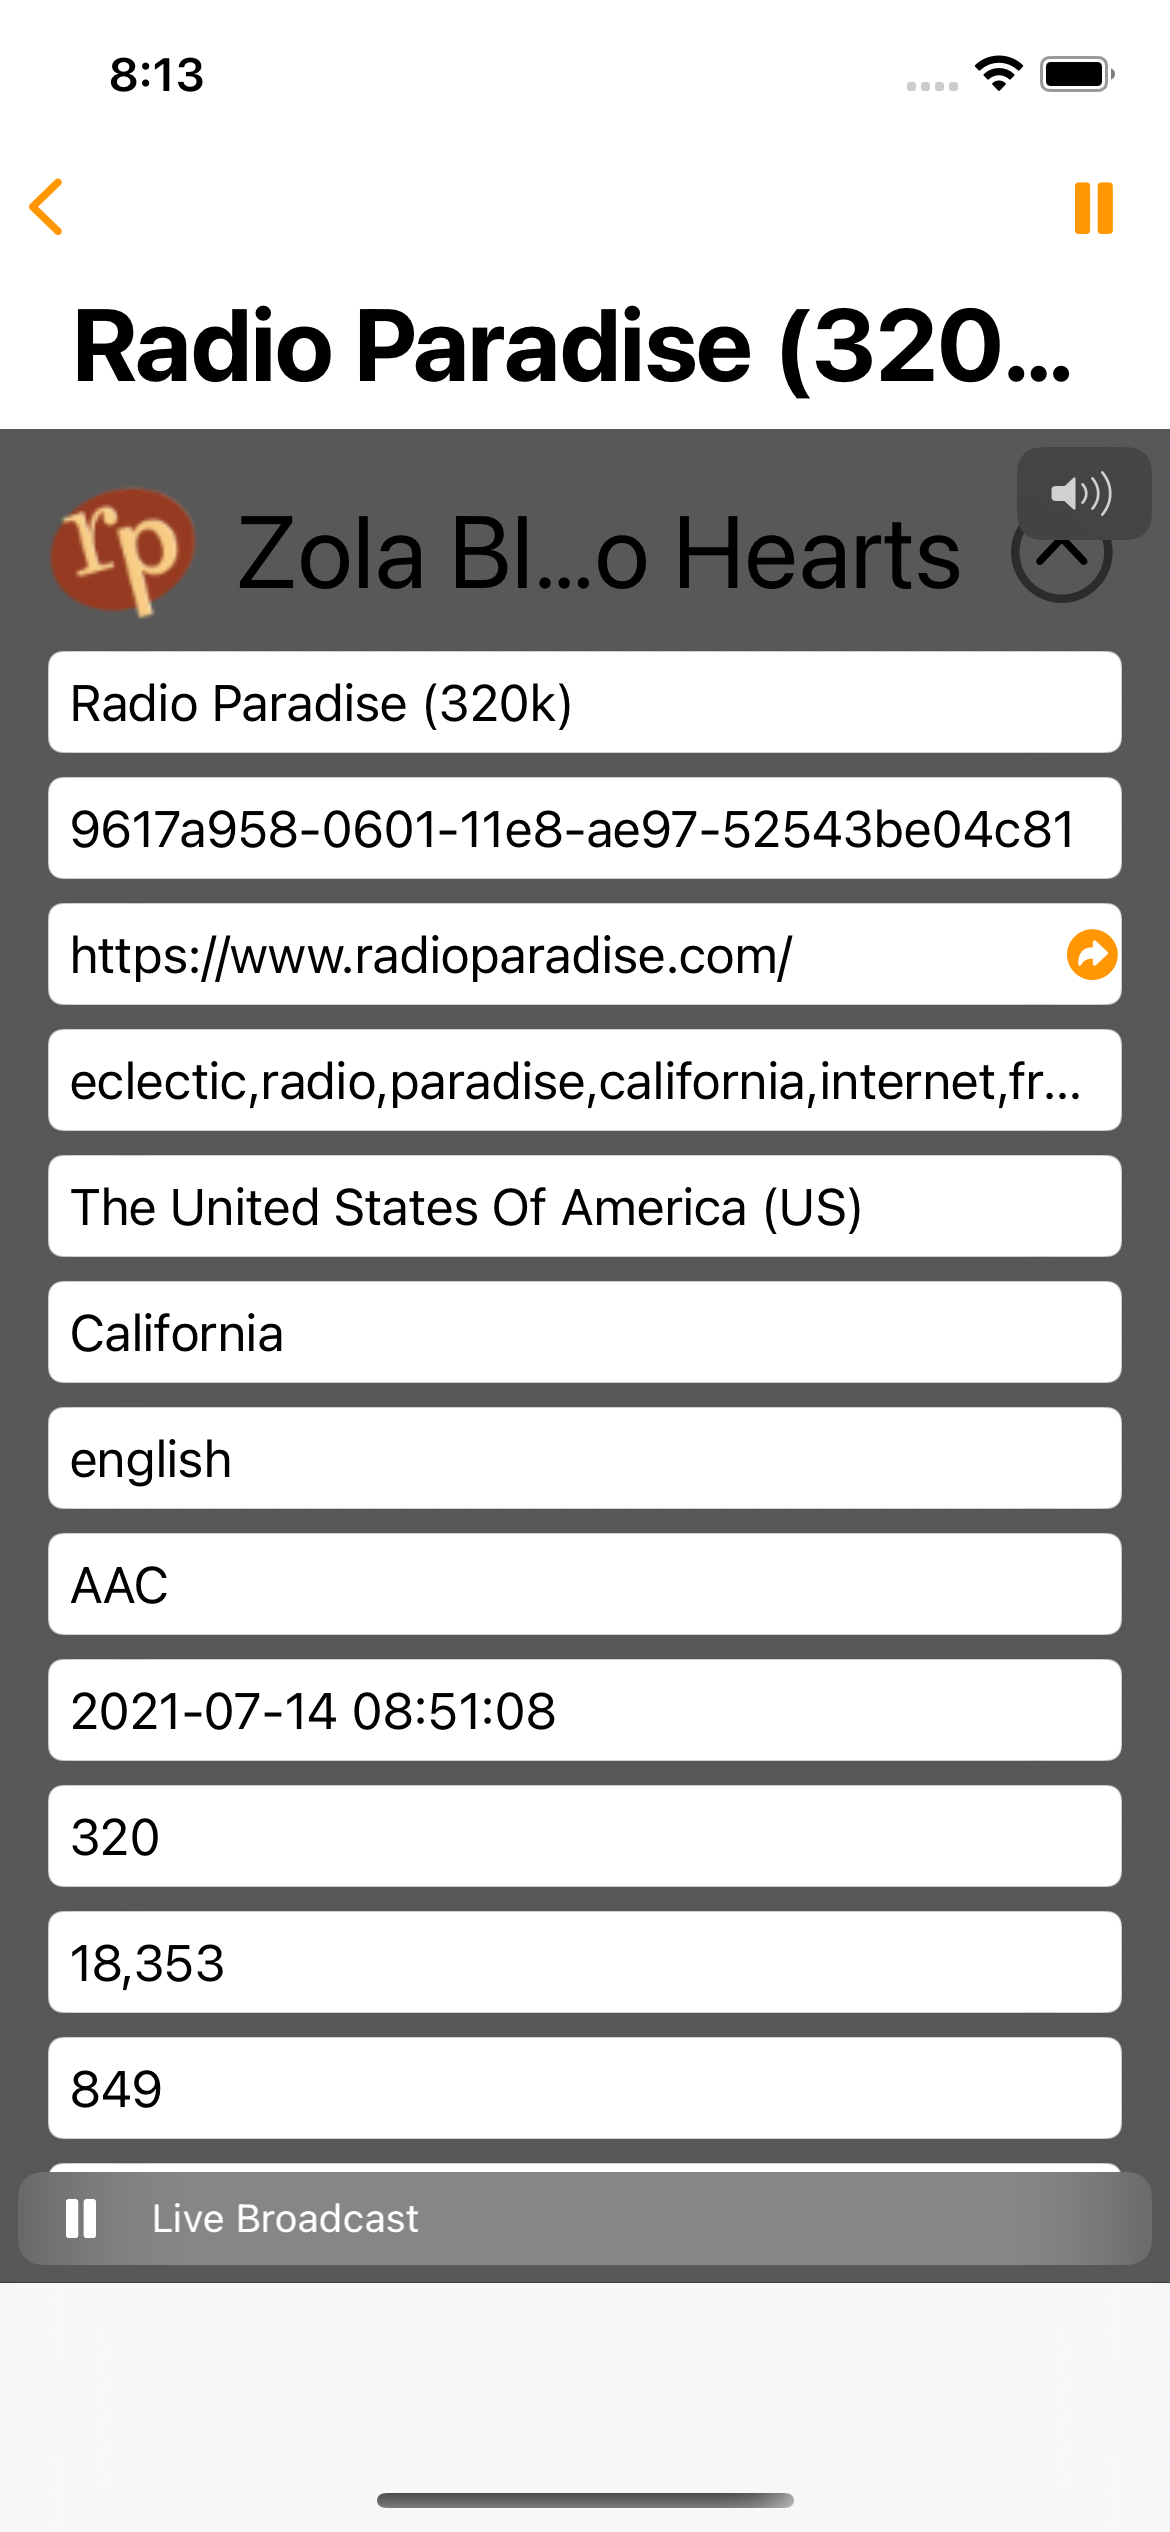 8:13
Radio Paradise (320...
rp
Zola Bl...o Hearts
Radio Paradise (320k)
9617a958-0601-11e8-ae97-52543be04c81
https://www.radioparadise.com/
eclectic,radio,paradise,california,internet,fr...
The United States Of America (US)
California
english
AAC
2021-07-14 08:51:08
320
18,353
849
Live Broadcast